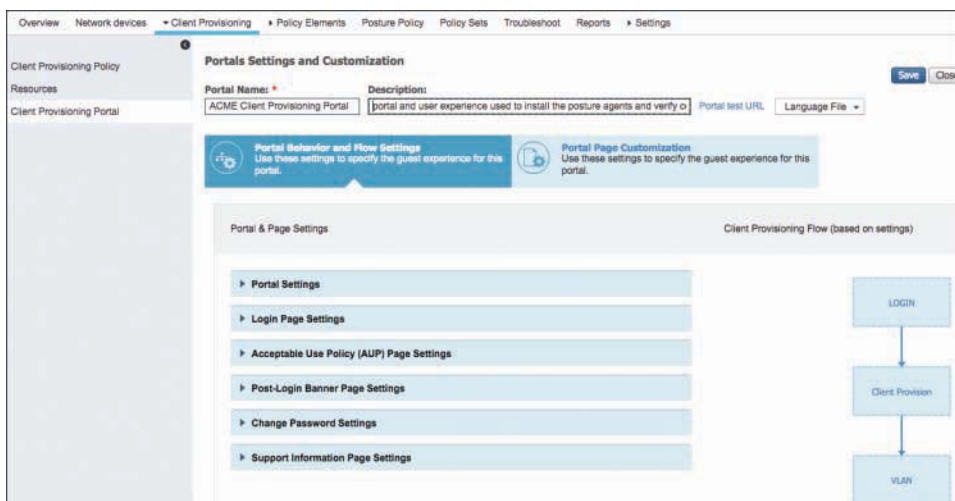 Overview Network devices Client Provisioning Policy Elements Posture Policy Policy Sets Troubleshoot Reports Settings
Client Provisioning Policy
Resources
Client Provisioning Portal
Portals Settings and Customization
Save
Portal Name: * Description:
ACME Client Provisioning Portal portal and user experience used to install the posture agents and verify Portal test URL Language File
Portal Behavior and Flow Settings
Use these settings to specify the guest experience for this
portal.
Portal Page Customization
Use these settings to specify the guest experience for this
portal.
Portal & Page Settings
Client Provisioning Flow (based on settings)
Portal Settings
Login Page Settings
Acceptable Use Policy (AUP) Page Settings
Post-Login Banner Page Settings
Change Password Settings
Support Information Page Settings
LOGIN
Client Provision
VLAN